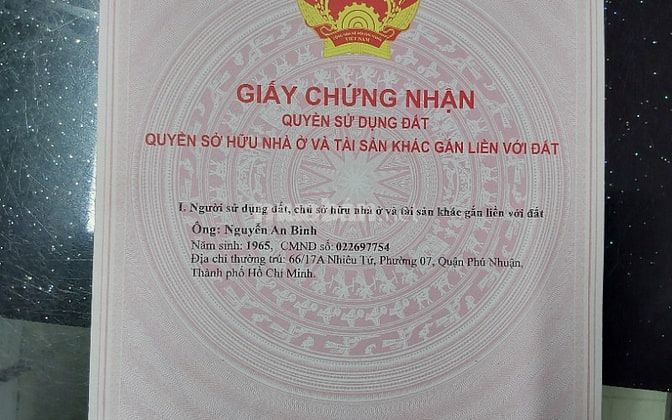 VIỆT NAM
GIẤY CHỨNG NHẬN
QUYỀN SỬ DỤNG ĐẤT
QUYỀN SỞ HỮU NHÀ Ở VÀ TÀI SẢN KHÁC GẮN LIỀN VỚI ĐẤT
I. Người sử dụng đất, chủ sở hữu nhà ở và tài sản khác gắn liền với đất
Ông: Nguyễn An Bình
Năm sinh: 1965, CMND số: 022697754
Địa chỉ thường trú: 66/17A Nhiêu Tứ, Phường 07, Quận Phú Nhuận,
Thành phố Hồ Chí Minh.